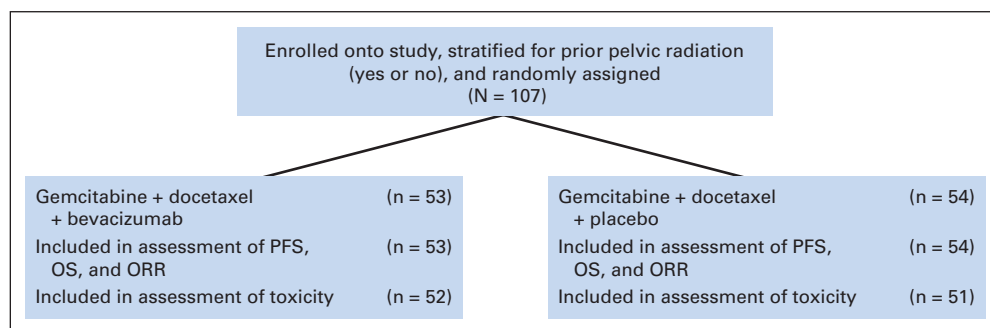 Enrolled onto study, stratified for prior pelvic radiation
(yes or no), and randomly assigned
(N = 107)
Gemcitabine + docetaxel (n = 53)
+ bevacizumab
Included in assessment of PFS, (n = 53)
OS, and ORR
Included in assessment of toxicity (n = 52)
Gemcitabine + docetaxel (n = 54)
+ placebo
Included in assessment of PFS, (n = 54)
OS, and ORR
Included in assessment of toxicity (n = 51)